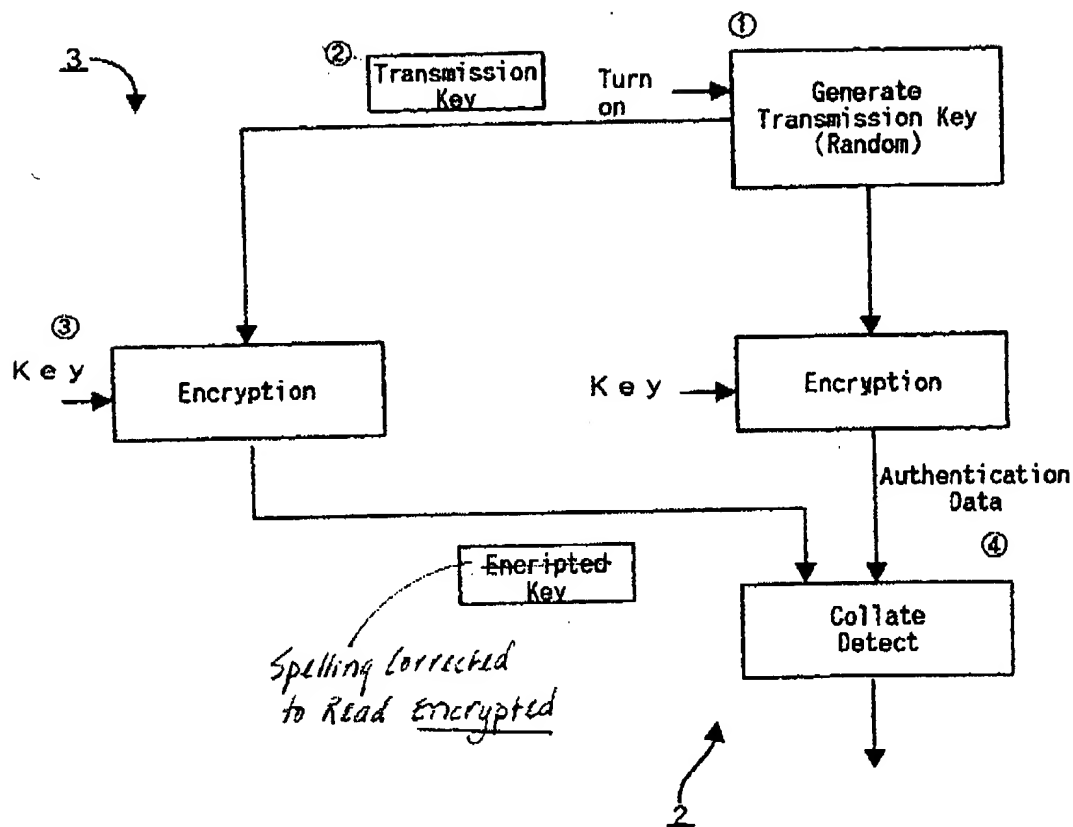 ①
②
3
Transmission
Key
Turn
on
Generate
Transmission Key
(Random)
③
Key
Encryption
Key
Encryption
Authentication
Data
④
Encripted
Key
Collate
Detect
Spelling Corrected
to Read Encrypted
2